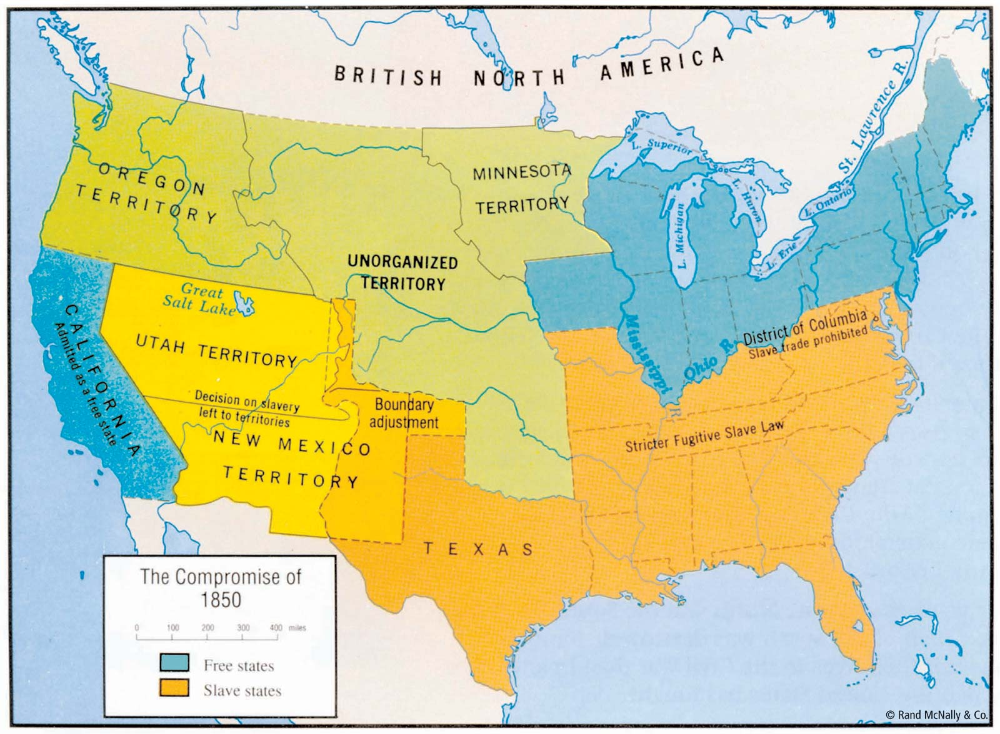 BRITISH NORTH AMERICA
St. Lawrence R.
L. Superior
L. Huron
L. Ontario
L. Michigan
L. Erie
OREGON
TERRITORY
MINNESOTA
TERRITORY
UNORGANIZED
TERRITORY
Great
Salt Lake
UTAH TERRITORY
CALIFORNIA
Admitted as a free state
Decision on slavery
left to territories
NEW MEXICO
TERRITORY
Boundary
adjustment
Mississippi
R.
Ohio R.
District of Columbia
Slave trade prohibited
Stricter Fugitive Slave Law
TEXAS
The Compromise of
1850
0 100 200 300 400 miles
Free states
Slave states
© Rand McNally & Co.